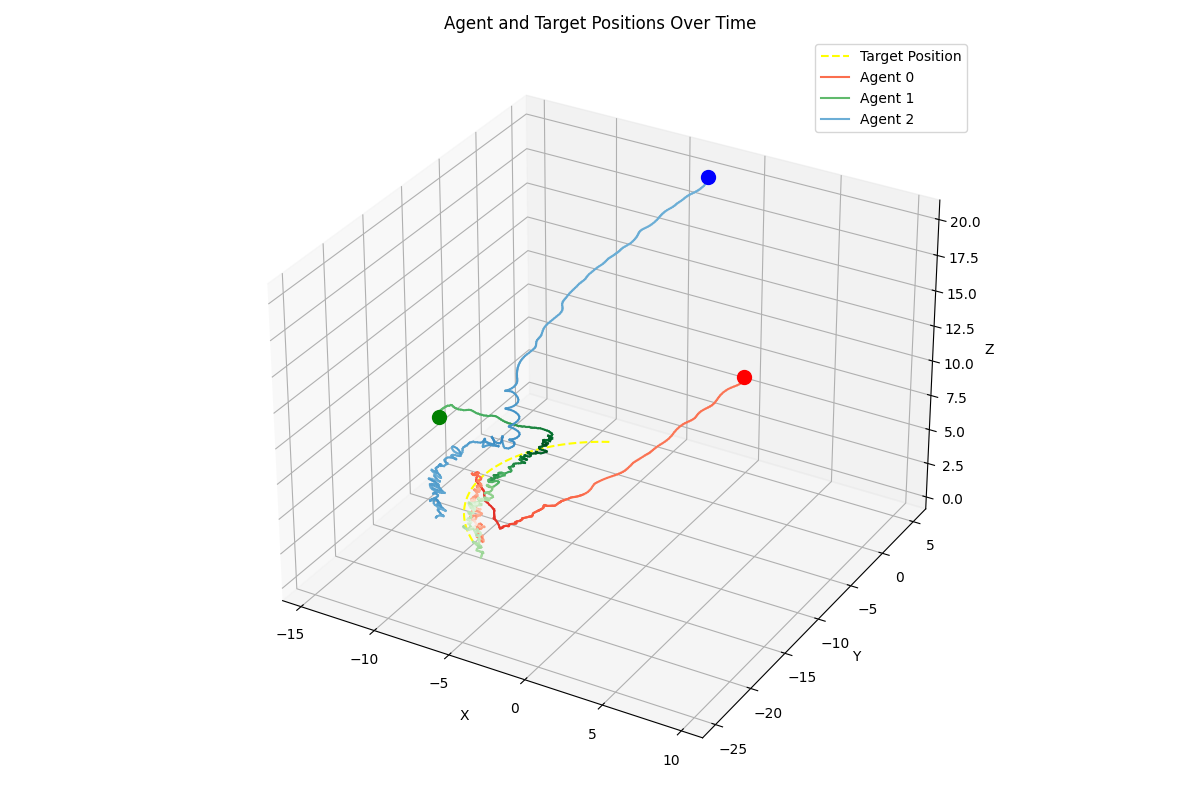 Agent and Target Positions Over Time
Target Position
Agent 0
Agent 1
Agent 2
20.0
17.5
15.0
12.5
10.0
7.5
5.0
2.5
0.0
Z
5
0
−5
−10
−15
−20
−25
Y
−15
−10
−5
0
5
10
X